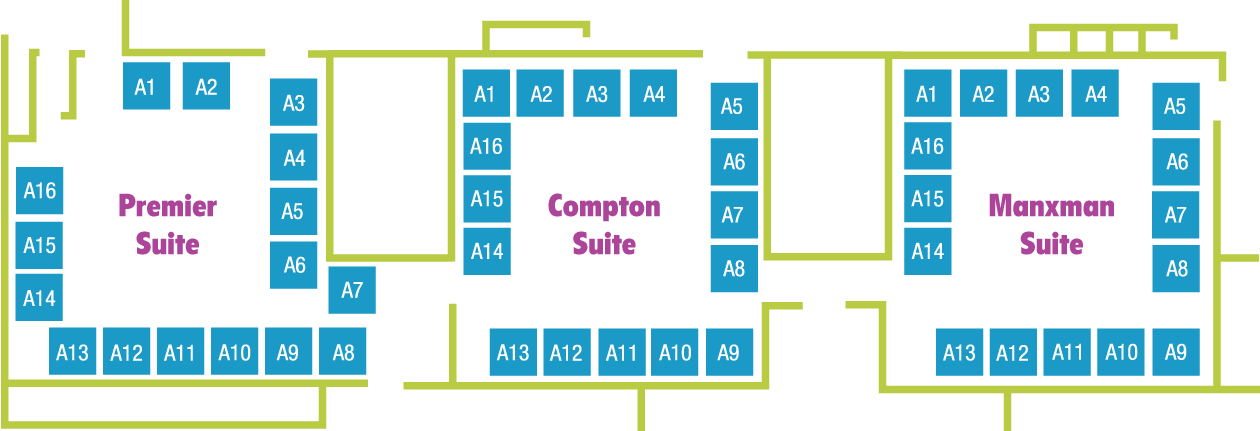 A1
A2
A3
A4
A5
A6
A7
A8
A9
A10
A11
A12
A13
A14
A15
A16
Premier
Suite
A1
A2
A3
A4
A5
A6
A7
A8
A9
A10
A11
A12
A13
A14
A15
A16
Compton
Suite
A1
A2
A3
A4
A5
A6
A7
A8
A9
A10
A11
A12
A13
A14
A15
A16
Manxman
Suite